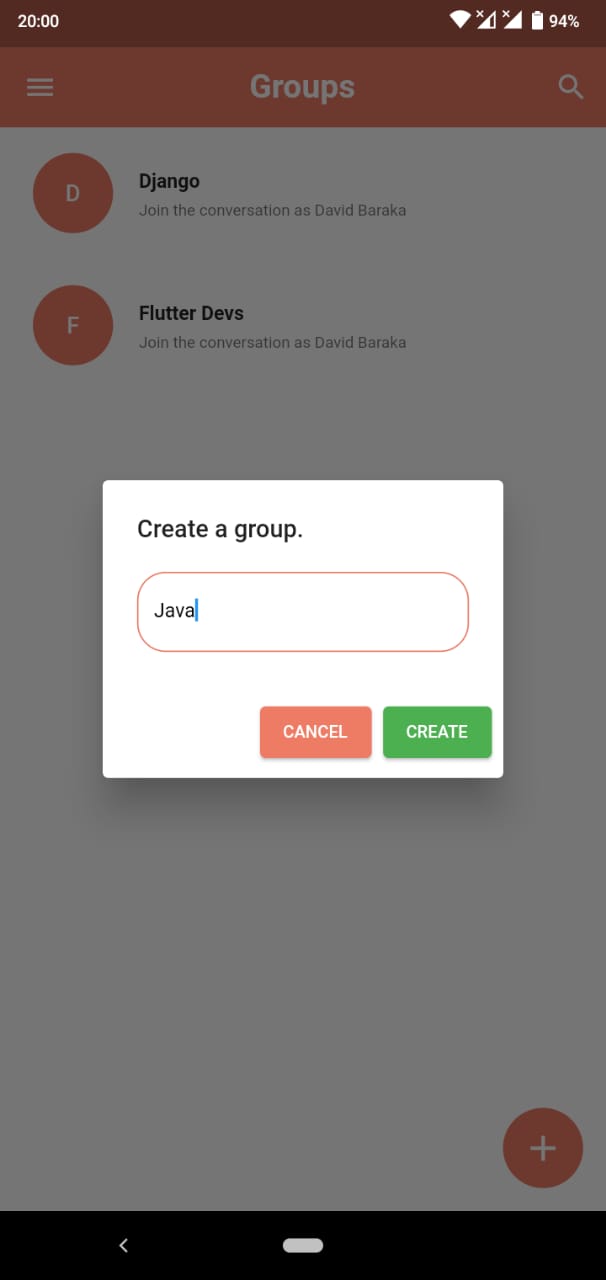 20:00 94%
Groups
D
Django
Join the conversation as David Baraka
F
Flutter Devs
Join the conversation as David Baraka
Create a group.
Java
CANCEL CREATE